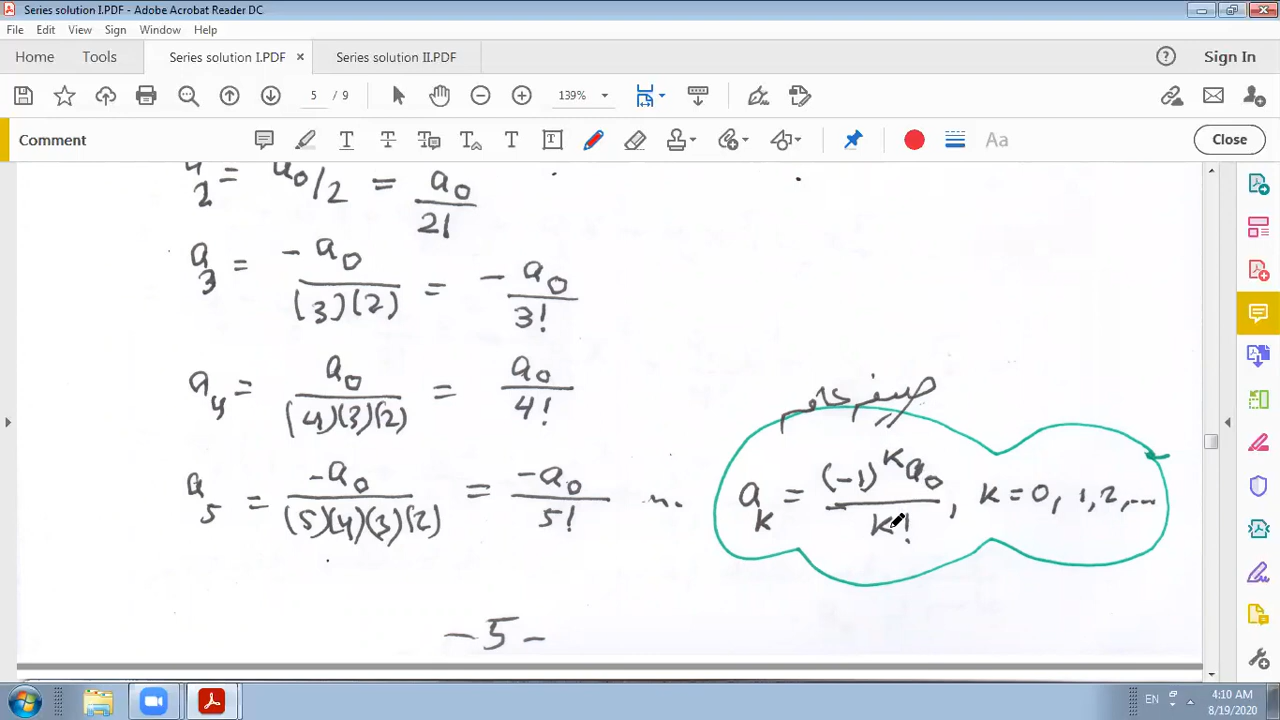 Series solution I.PDF - Adobe Acrobat Reader DC
File Edit View Sign Window Help
Home Tools Series solution I.PDF × Series solution II.PDF ? Sign In
5 / 9 139%
Comment Aa Close
a₂ = a₀/2 = a₀/2!
a₃ = -a₀/(3)(2) = -a₀/3!
a₄ = a₀/(4)(3)(2) = a₀/4!
a₅ = -a₀/(5)(4)(3)(2) = -a₀/5! ...
aₖ = (-1)ᴷa₀/K!, K = 0, 1, 2, ...
-5-
EN 4:10 AM
8/19/2020